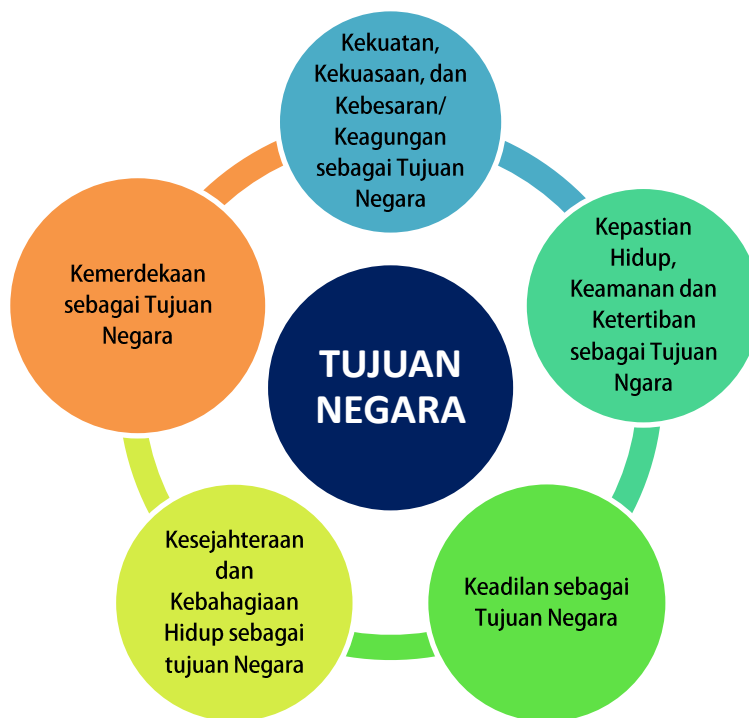 Kekuatan,
Kekuasaan, dan
Kebesaran/
Keagungan
sebagai Tujuan
Negara
Kepastian
Hidup,
Keamanan dan
Ketertiban
sebagai Tujuan
Ngara
Keadilan sebagai
Tujuan Negara
Kesejahteraan
dan
Kebahagiaan
Hidup sebagai
tujuan Negara
Kemerdekaan
sebagai Tujuan
Negara
TUJUAN
NEGARA